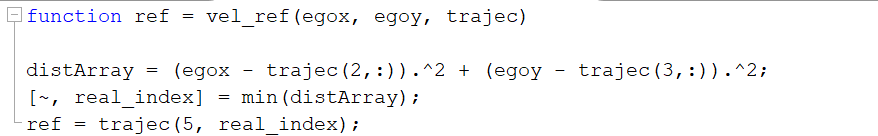 function ref = vel_ref(egox, egoy, trajec)
distArray = (egox - trajec(2,:)).^2 + (egoy - trajec(3,:)).^2;
[~, real_index] = min(distArray);
ref = trajec(5, real_index);